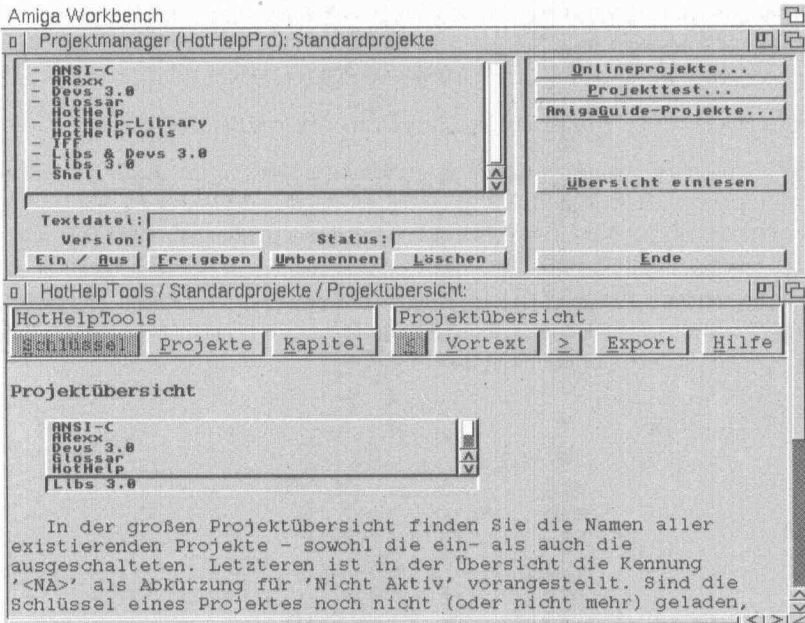 Amiga Workbench
Projektmanager (HotHelpPro): Standardprojekte
- ANSI-C
- ARexx
- Devs 3.0
- Glossar
HotHelp
- HotHelp-Library
HotHelpTools
- IFF
- Libs & Devs 3.0
- Libs 3.0
- Shell
Textdatei:
Version:
Status:
Ein / Aus
Freigeben
Umbenennen
Löschen
Onlineprojekte...
Projekttest...
AmigaGuide-Projekte...
Übersicht einlesen
Ende
HotHelpTools / Standardprojekte / Projektübersicht:
HotHelpTools
Projektübersicht
Schlüssel
Projekte
Kapitel
<
Vortext
>
Export
Hilfe
Projektübersicht
ANSI-C
ARexx
Devs 3.0
Glossar
HotHelp
Libs 3.0
In der großen Projektübersicht finden Sie die Namen aller
existierenden Projekte - sowohl die ein- als auch die
ausgeschalteten. Letzteren ist in der Übersicht die Kennung
'<NA>' als Abkürzung für 'Nicht Aktiv' vorangestellt. Sind die
Schlüssel eines Projektes noch nicht (oder nicht mehr) geladen,